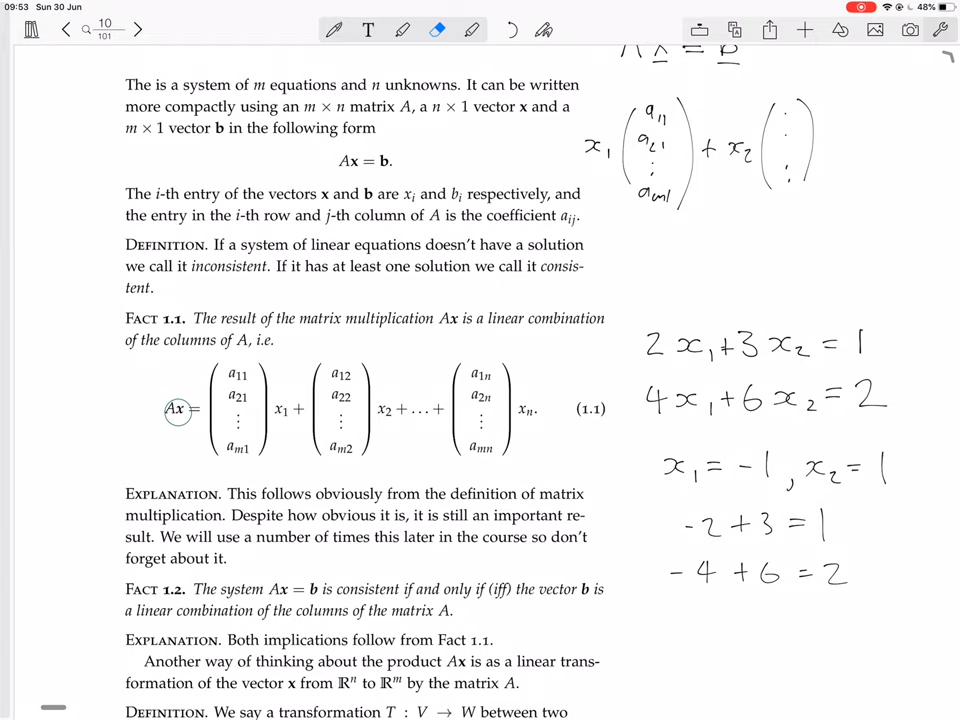 09:53 Sun 30 Jun
48%
10
101
T
A x = b
The is a system of m equations and n unknowns. It can be written
more compactly using an m × n matrix A, a n × 1 vector x and a
m × 1 vector b in the following form
Ax = b.
The i-th entry of the vectors x and b are xᵢ and bᵢ respectively, and
the entry in the i-th row and j-th column of A is the coefficient aᵢⱼ.
DEFINITION. If a system of linear equations doesn't have a solution
we call it inconsistent. If it has at least one solution we call it consis-
tent.
FACT 1.1. The result of the matrix multiplication Ax is a linear combination
of the columns of A, i.e.
Ax = ( a₁₁ a₂₁ ⋮ aₘ₁ ) x₁ + ( a₁₂ a₂₂ ⋮ aₘ₂ ) x₂ + … + ( a₁ₙ a₂ₙ ⋮ aₘₙ ) xₙ. (1.1)
EXPLANATION. This follows obviously from the definition of matrix
multiplication. Despite how obvious it is, it is still an important re-
sult. We will use a number of times this later in the course so don't
forget about it.
FACT 1.2. The system Ax = b is consistent if and only if (iff) the vector b is
a linear combination of the columns of the matrix A.
EXPLANATION. Both implications follow from Fact 1.1.
Another way of thinking about the product Ax is as a linear trans-
formation of the vector x from ℝⁿ to ℝᵐ by the matrix A.
DEFINITION. We say a transformation T : V → W between two
x₁ ( a₁₁ a₂₁ ⋮ aₘ₁ ) + x₂ ( ⋮ )
2x₁ + 3x₂ = 1
4x₁ + 6x₂ = 2
x₁ = -1, x₂ = 1
-2 + 3 = 1
-4 + 6 = 2